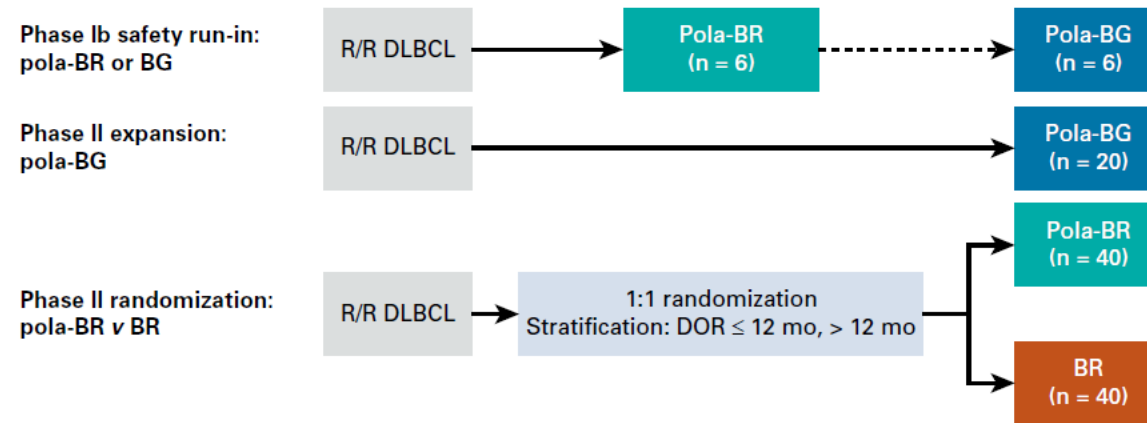 Phase Ib safety run-in:
pola-BR or BG
R/R DLBCL
Pola-BR
(n = 6)
Pola-BG
(n = 6)
Phase II expansion:
pola-BG
R/R DLBCL
Pola-BG
(n = 20)
Phase II randomization:
pola-BR v BR
R/R DLBCL
1:1 randomization
Stratification: DOR ≤ 12 mo, > 12 mo
Pola-BR
(n = 40)
BR
(n = 40)